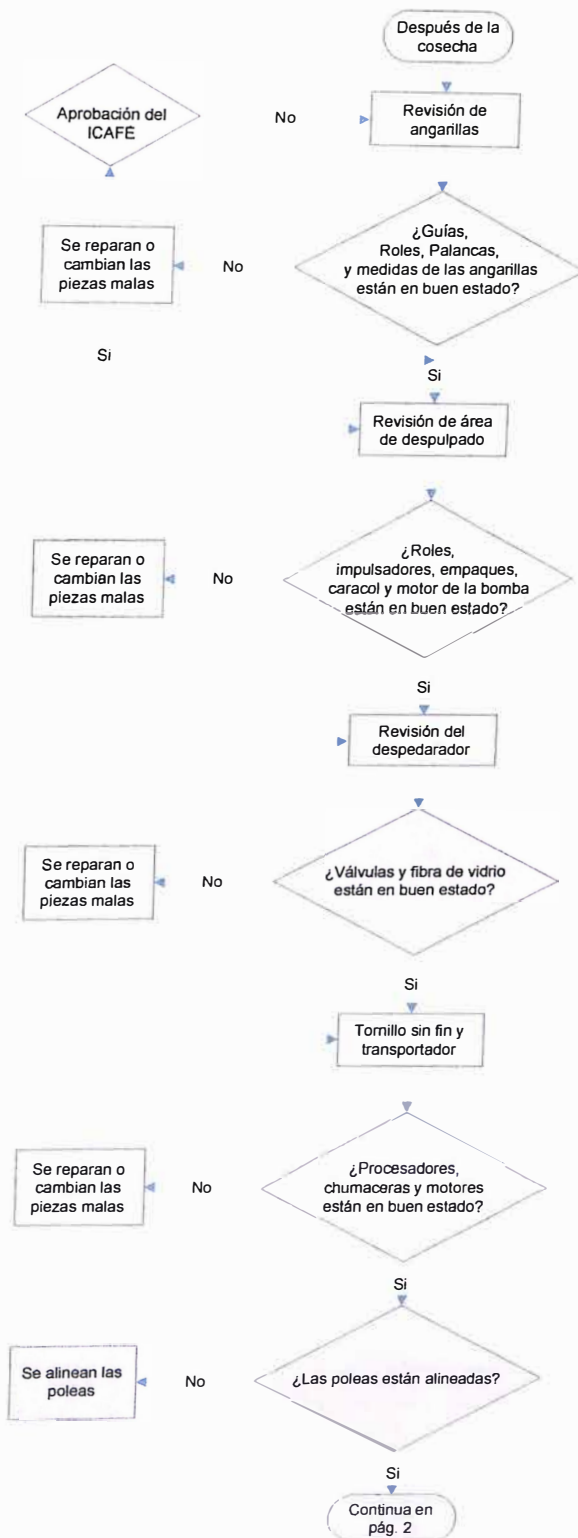 Después de la
cosecha
Aprobación del
ICAFE
No
Revisión de
angarillas
Se reparan o
cambian las
piezas malas
No
¿Guías,
Roles, Palancas,
y medidas de las angarillas
están en buen estado?
Si
Si
Revisión de área
de despulpado
Se reparan o
cambian las
piezas malas
No
¿Roles,
impulsadores, empaques,
caracol y motor de la bomba
están en buen estado?
Si
Revisión del
despedarador
Se reparan o
cambian las
piezas malas
No
¿Válvulas y fibra de vidrio
están en buen estado?
Si
Tornillo sin fin y
transportador
Se reparan o
cambian las
piezas malas
No
¿Procesadores,
chumaceras y motores
están en buen estado?
Si
Se alinean las
poleas
No
¿Las poleas están alineadas?
Si
Continua en
pág. 2